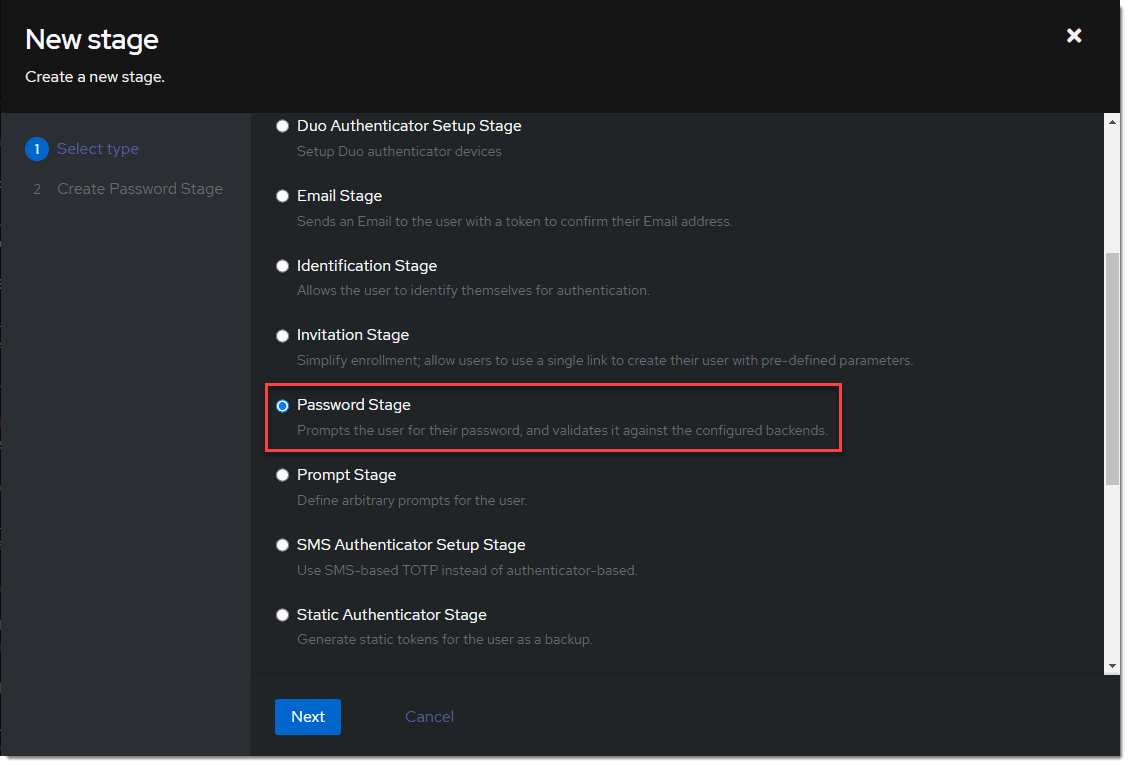 New stage
Create a new stage.
1 Select type
2 Create Password Stage
Duo Authenticator Setup Stage
Setup Duo authenticator devices
Email Stage
Sends an Email to the user with a token to confirm their Email address.
Identification Stage
Allows the user to identify themselves for authentication.
Invitation Stage
Simplify enrollment; allow users to use a single link to create their user with pre-defined parameters.
Password Stage
Prompts the user for their password, and validates it against the configured backends.
Prompt Stage
Define arbitrary prompts for the user.
SMS Authenticator Setup Stage
Use SMS-based TOTP instead of authenticator-based.
Static Authenticator Stage
Generate static tokens for the user as a backup.
Next Cancel